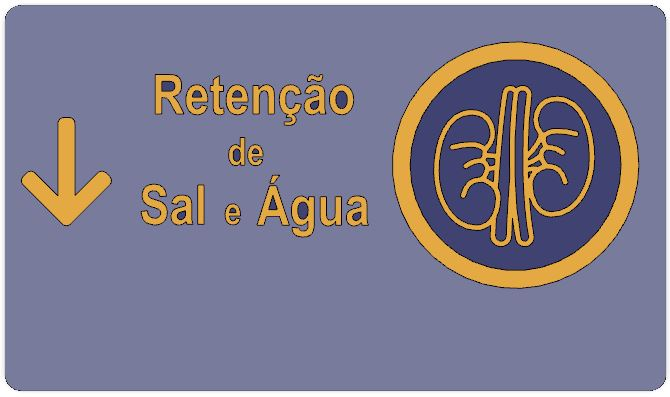 Retenção
de
Sal e Água